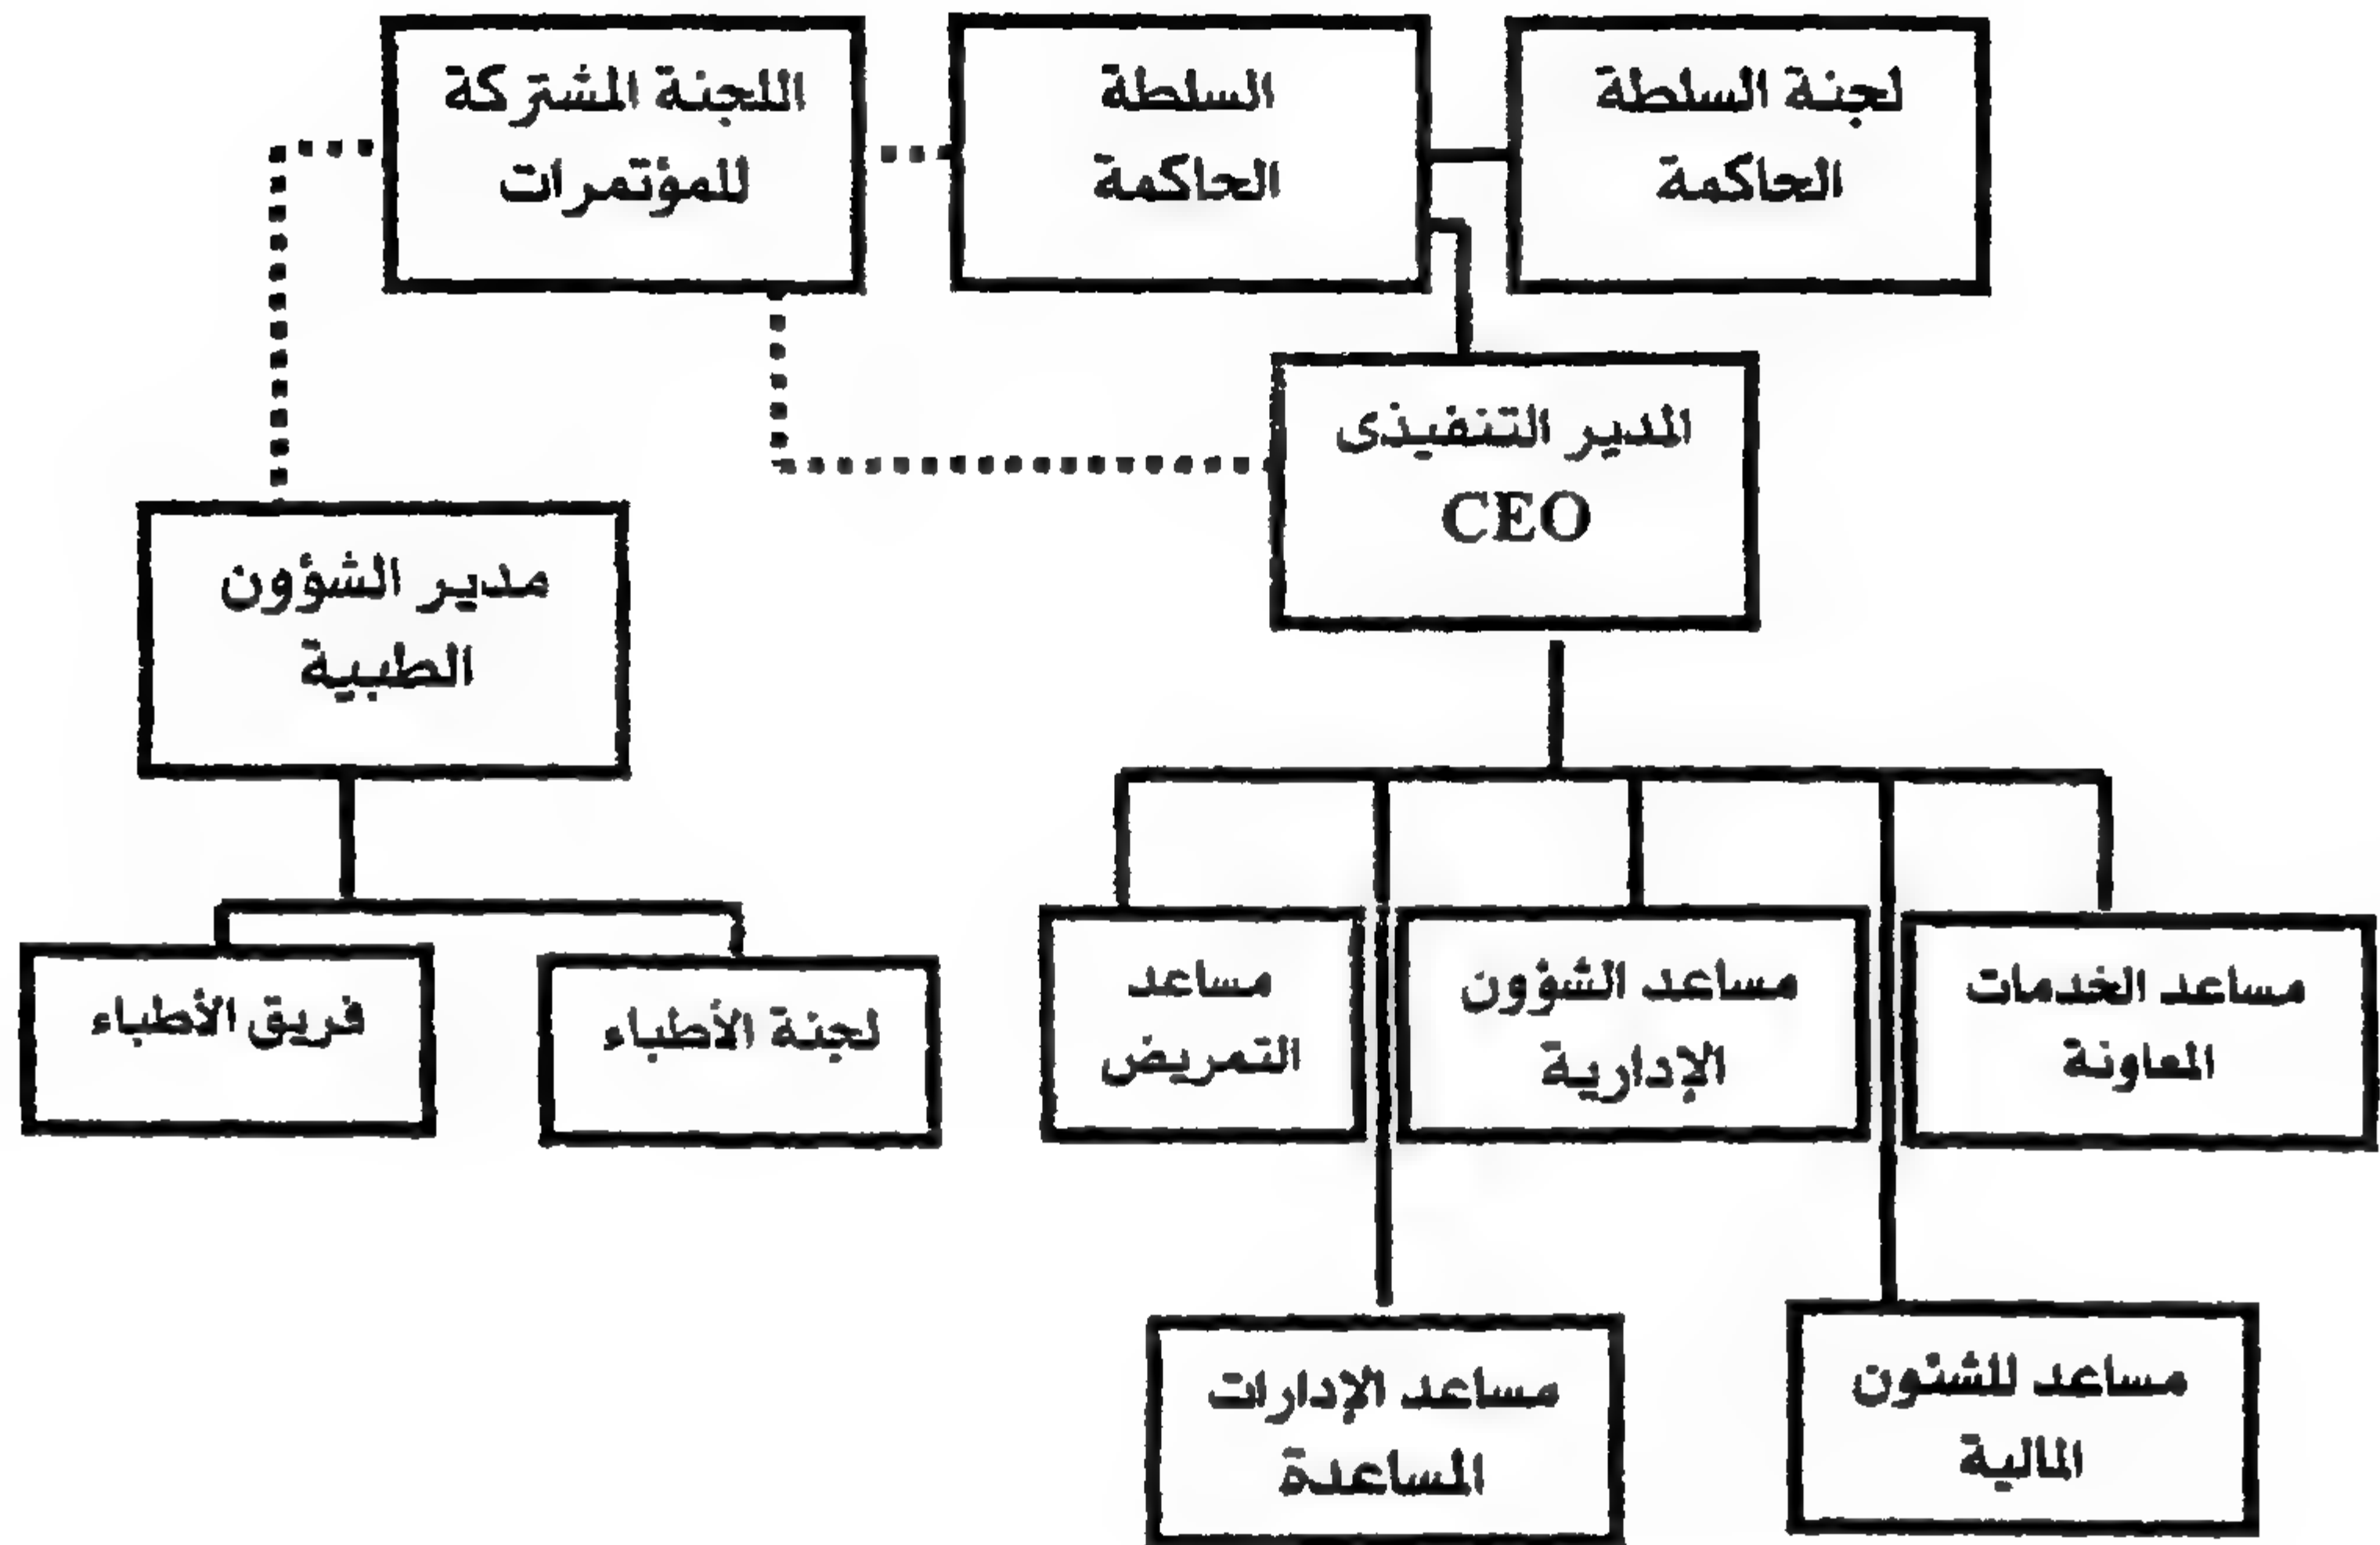 لجنة السلطة
الحاكمة
السلطة
الحاكمة
اللجنة المشتركة
للمؤتمرات
المدير التنفيذى
CEO
مدير الشؤون
الطبية
مساعد الخدمات
المعاونة
مساعد الشؤون
الإدارية
مساعد
التمريض
لجنة الأطباء
فريق الأطباء
مساعد للشئون
المالية
مساعد الإدارات
المساعدة